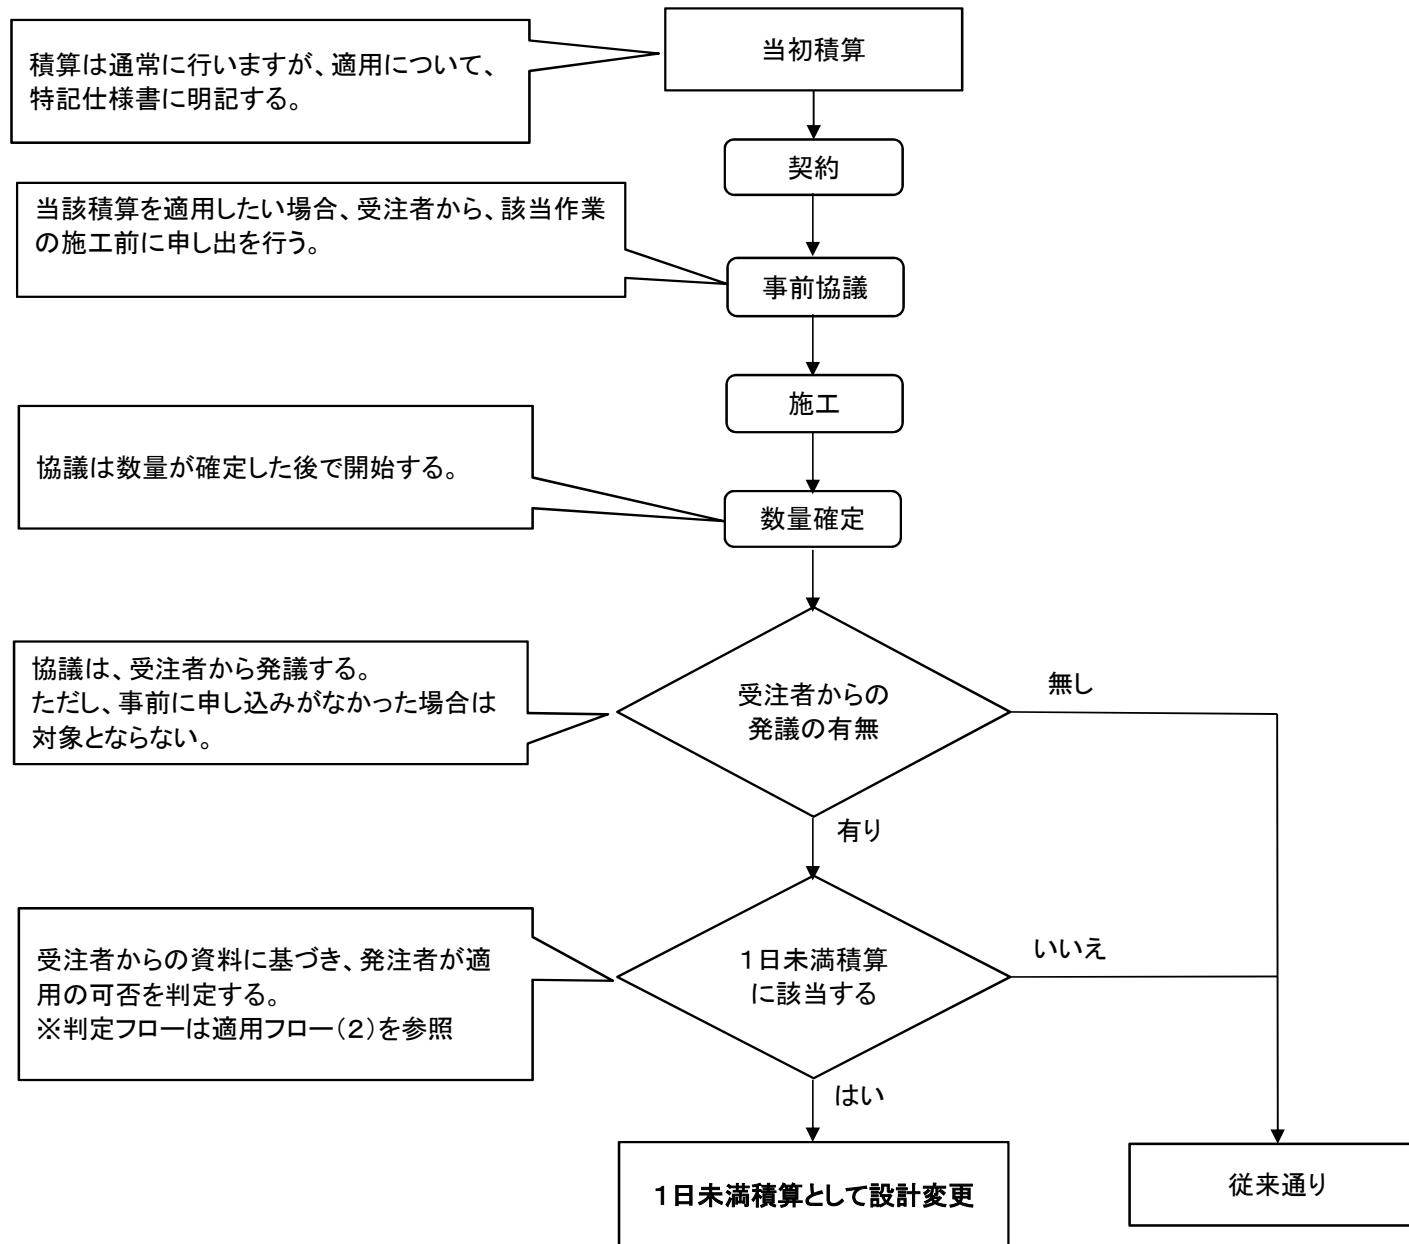 当初積算
積算は通常に行いますが、適用について、
特記仕様書に明記する。
契約
当該積算を適用したい場合、受注者から、該当作業
の施工前に申し出を行う。
事前協議
施工
協議は数量が確定した後で開始する。
数量確定
協議は、受注者から発議する。
ただし、事前に申し込みがなかった場合は
対象とならない。
受注者からの
発議の有無
無し
有り
受注者からの資料に基づき、発注者が適
用の可否を判定する。
※判定フローは適用フロー(2)を参照
1日未満積算
に該当する
いいえ
はい
1日未満積算として設計変更
従来通り